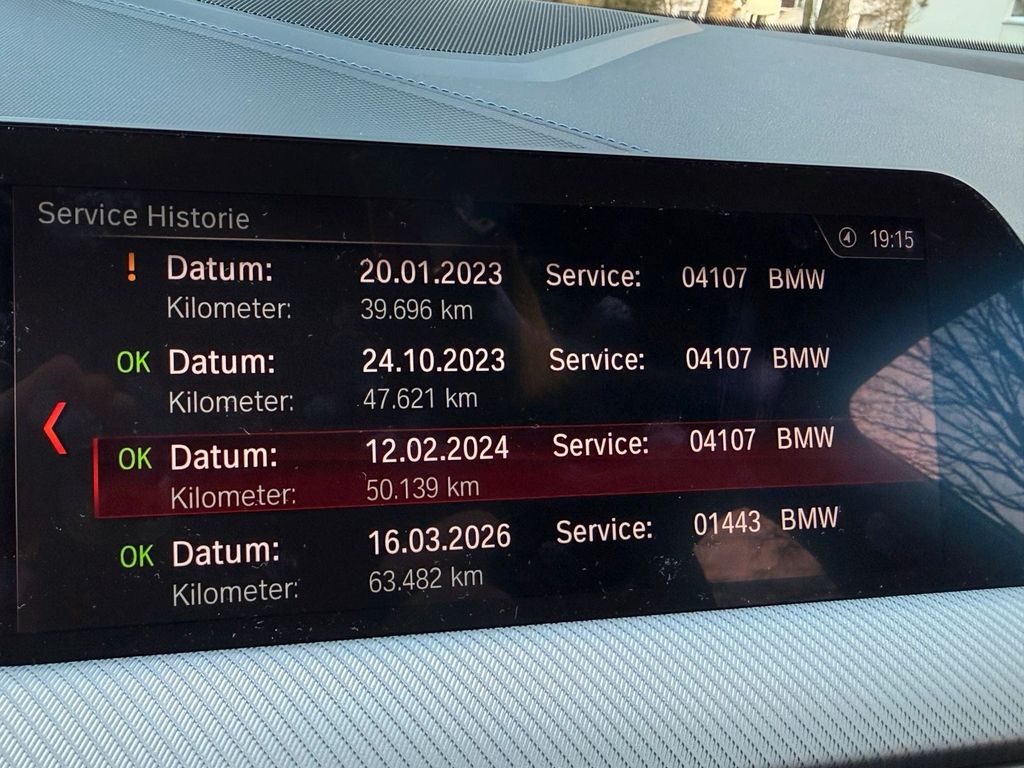 Service Historie
19:15
! Datum: 20.01.2023 Service: 04107 BMW
Kilometer: 39.696 km
OK Datum: 24.10.2023 Service: 04107 BMW
Kilometer: 47.621 km
OK Datum: 12.02.2024 Service: 04107 BMW
Kilometer: 50.139 km
OK Datum: 16.03.2026 Service: 01443 BMW
Kilometer: 63.482 km